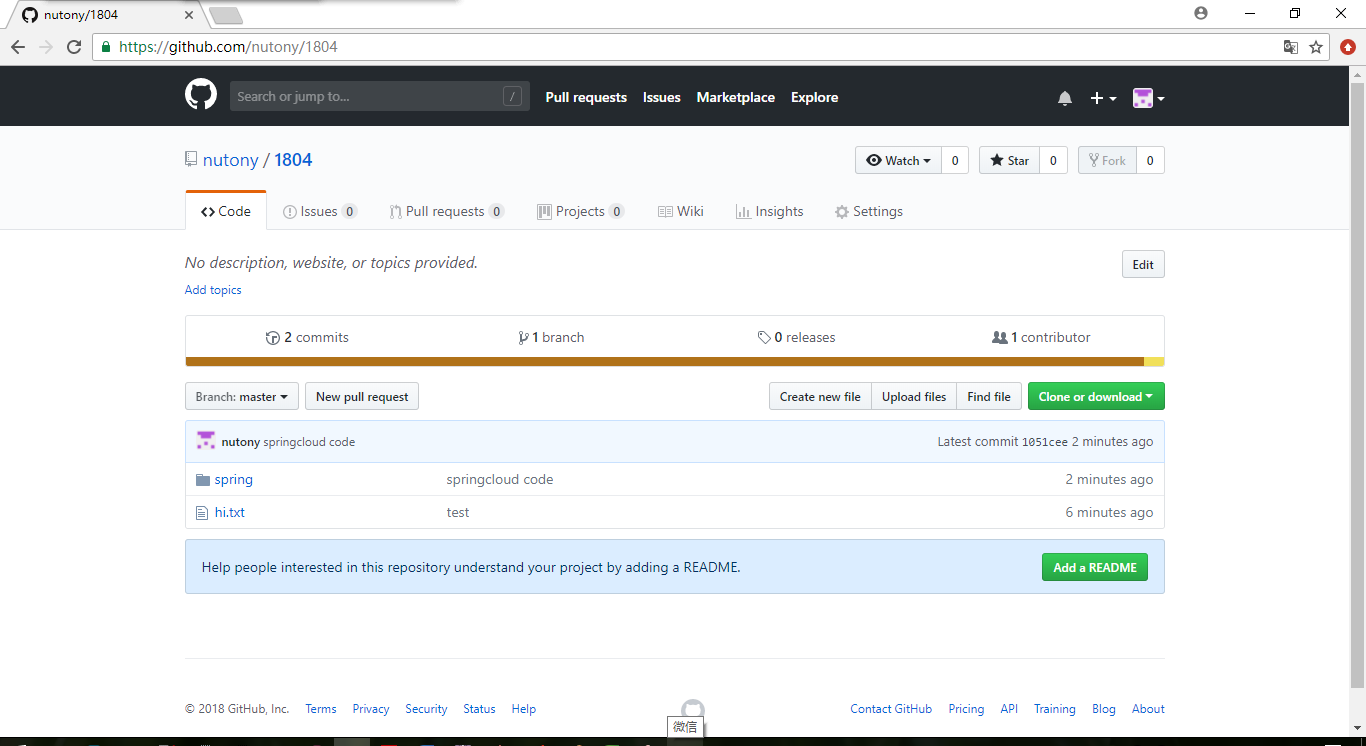 nutony/1804
https://github.com/nutony/1804
Search or jump to... / Pull requests Issues Marketplace Explore
nutony / 1804 Watch 0 Star 0 Fork 0
Code Issues 0 Pull requests 0 Projects 0 Wiki Insights Settings
No description, website, or topics provided. Edit
Add topics
2 commits 1 branch 0 releases 1 contributor
Branch: master New pull request Create new file Upload files Find file Clone or download
nutony springcloud code Latest commit 1051cee 2 minutes ago
spring springcloud code 2 minutes ago
hi.txt test 6 minutes ago
Help people interested in this repository understand your project by adding a README. Add a README
© 2018 GitHub, Inc. Terms Privacy Security Status Help Contact GitHub Pricing API Training Blog About
微信